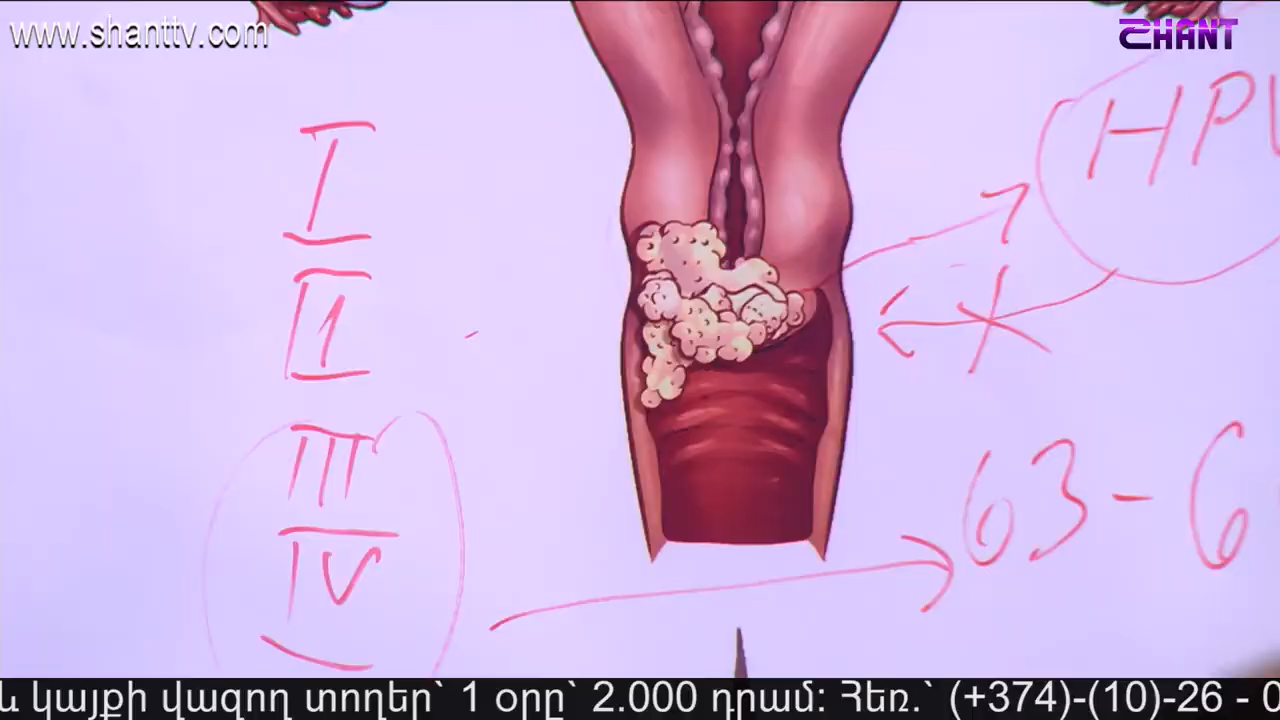 www.shanttv.com
SHANT
HPV
I
II
III
IV
63-6
և կայքի վազող տողեր՝ 1 օրը՝ 2.000 դրամ: Հեռ.՝ (+374)-(10)-26 - 0